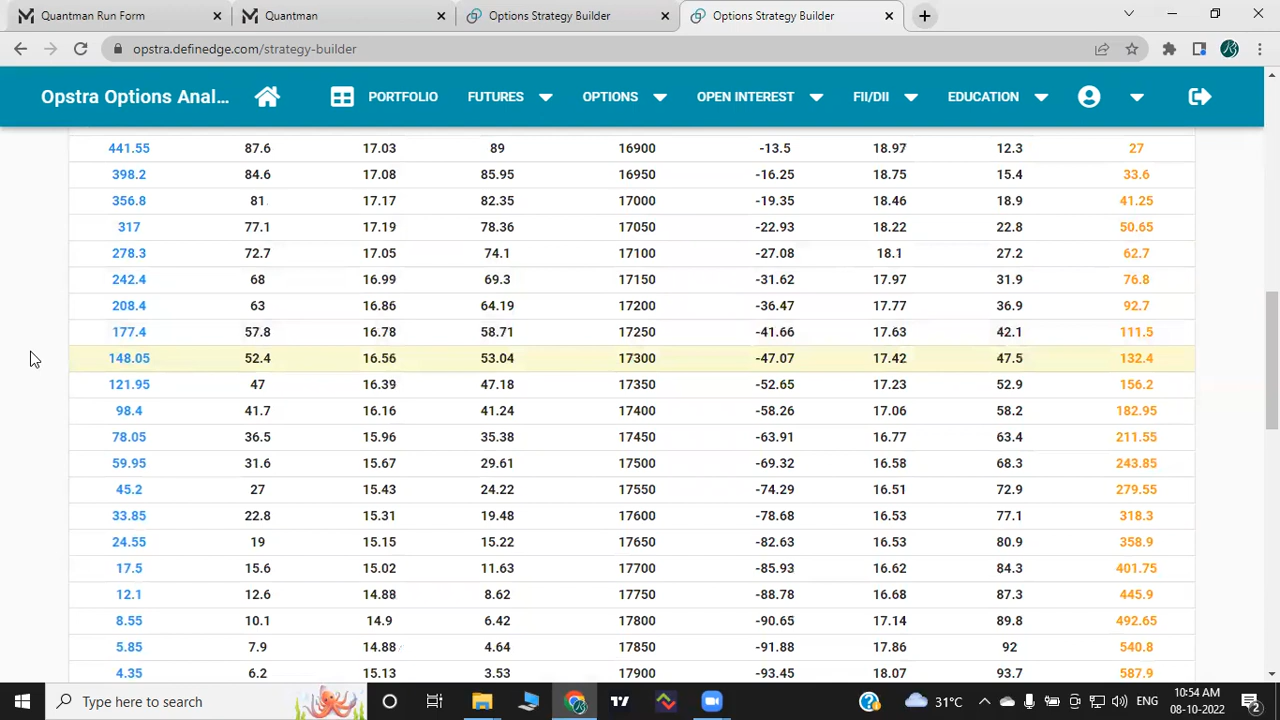 Quantman Run Form
Quantman
Options Strategy Builder
Options Strategy Builder
opstra.definedge.com/strategy-builder
Opstra Options Anal... PORTFOLIO FUTURES OPTIONS OPEN INTEREST FII/DII EDUCATION
441.55 87.6 17.03 89 16900 -13.5 18.97 12.3 27
398.2 84.6 17.08 85.95 16950 -16.25 18.75 15.4 33.6
356.8 81 17.17 82.35 17000 -19.35 18.46 18.9 41.25
317 77.1 17.19 78.36 17050 -22.93 18.22 22.8 50.65
278.3 72.7 17.05 74.1 17100 -27.08 18.1 27.2 62.7
242.4 68 16.99 69.3 17150 -31.62 17.97 31.9 76.8
208.4 63 16.86 64.19 17200 -36.47 17.77 36.9 92.7
177.4 57.8 16.78 58.71 17250 -41.66 17.63 42.1 111.5
148.05 52.4 16.56 53.04 17300 -47.07 17.42 47.5 132.4
121.95 47 16.39 47.18 17350 -52.65 17.23 52.9 156.2
98.4 41.7 16.16 41.24 17400 -58.26 17.06 58.2 182.95
78.05 36.5 15.96 35.38 17450 -63.91 16.77 63.4 211.55
59.95 31.6 15.67 29.61 17500 -69.32 16.58 68.3 243.85
45.2 27 15.43 24.22 17550 -74.29 16.51 72.9 279.55
33.85 22.8 15.31 19.48 17600 -78.68 16.53 77.1 318.3
24.55 19 15.15 15.22 17650 -82.63 16.53 80.9 358.9
17.5 15.6 15.02 11.63 17700 -85.93 16.62 84.3 401.75
12.1 12.6 14.88 8.62 17750 -88.78 16.68 87.3 445.9
8.55 10.1 14.9 6.42 17800 -90.65 17.14 89.8 492.65
5.85 7.9 14.88 4.64 17850 -91.88 17.86 92 540.8
4.35 6.2 15.13 3.53 17900 -93.45 18.07 93.7 587.9
Type here to search
31°C
ENG
10:54 AM
08-10-2022
2